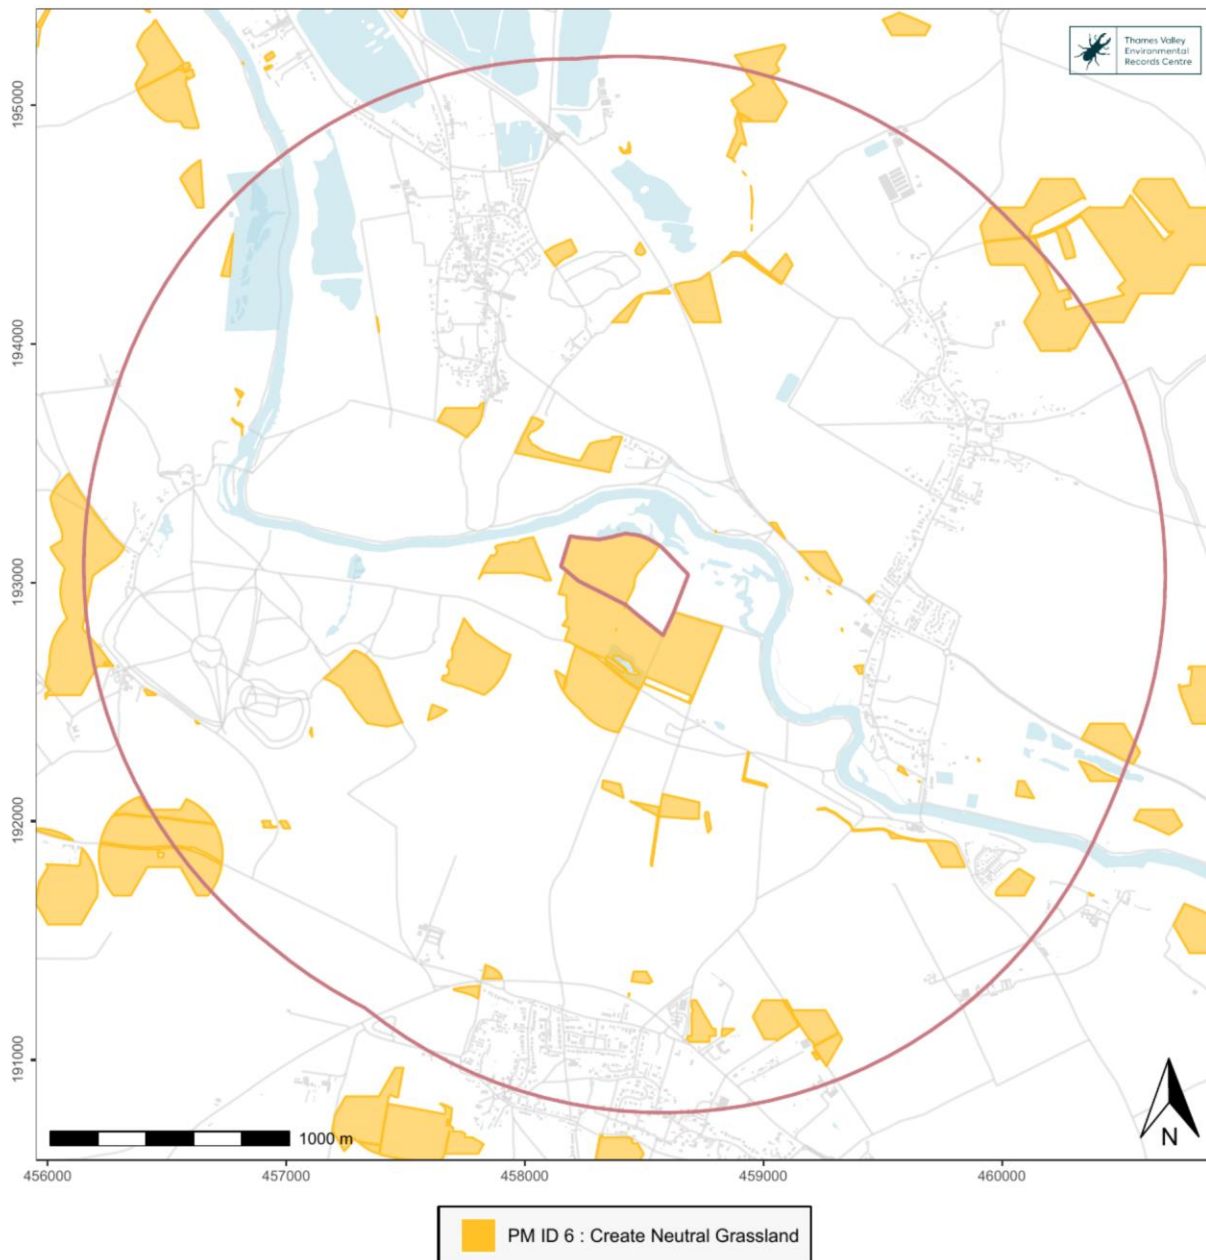 Thames Valley
Environmental
Records Centre
195000
194000
193000
192000
191000
1000 m
N
456000
457000
458000
459000
460000
PM ID 6 : Create Neutral Grassland